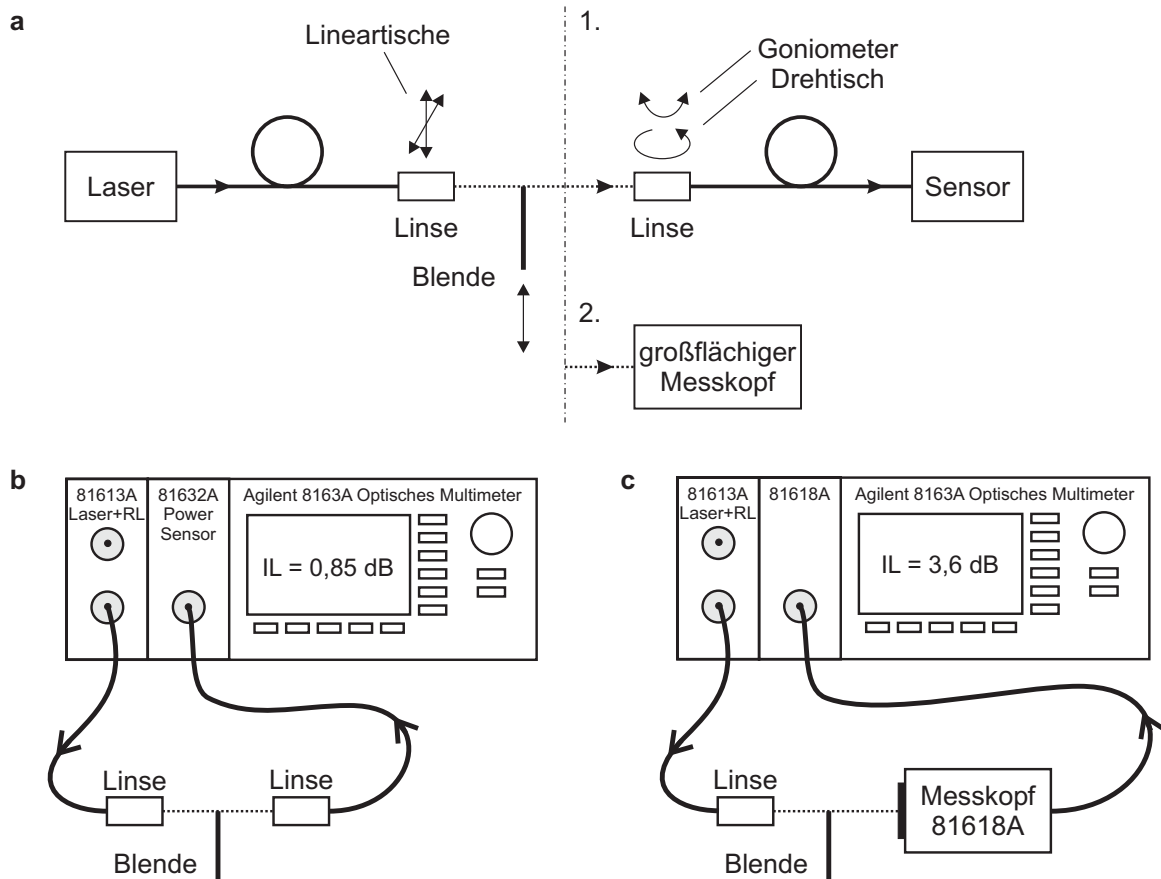 a
1.
Lineartische
Goniometer
Drehtisch
Laser
Linse
Linse
Sensor
Blende
2.
großflächiger
Messkopf
b
81613A
Laser+RL
81632A
Power
Sensor
Agilent 8163A Optisches Multimeter
IL = 0,85 dB
Linse
Linse
Blende
c
81613A
Laser+RL
81618A
Agilent 8163A Optisches Multimeter
IL = 3,6 dB
Linse
Messkopf
81618A
Blende